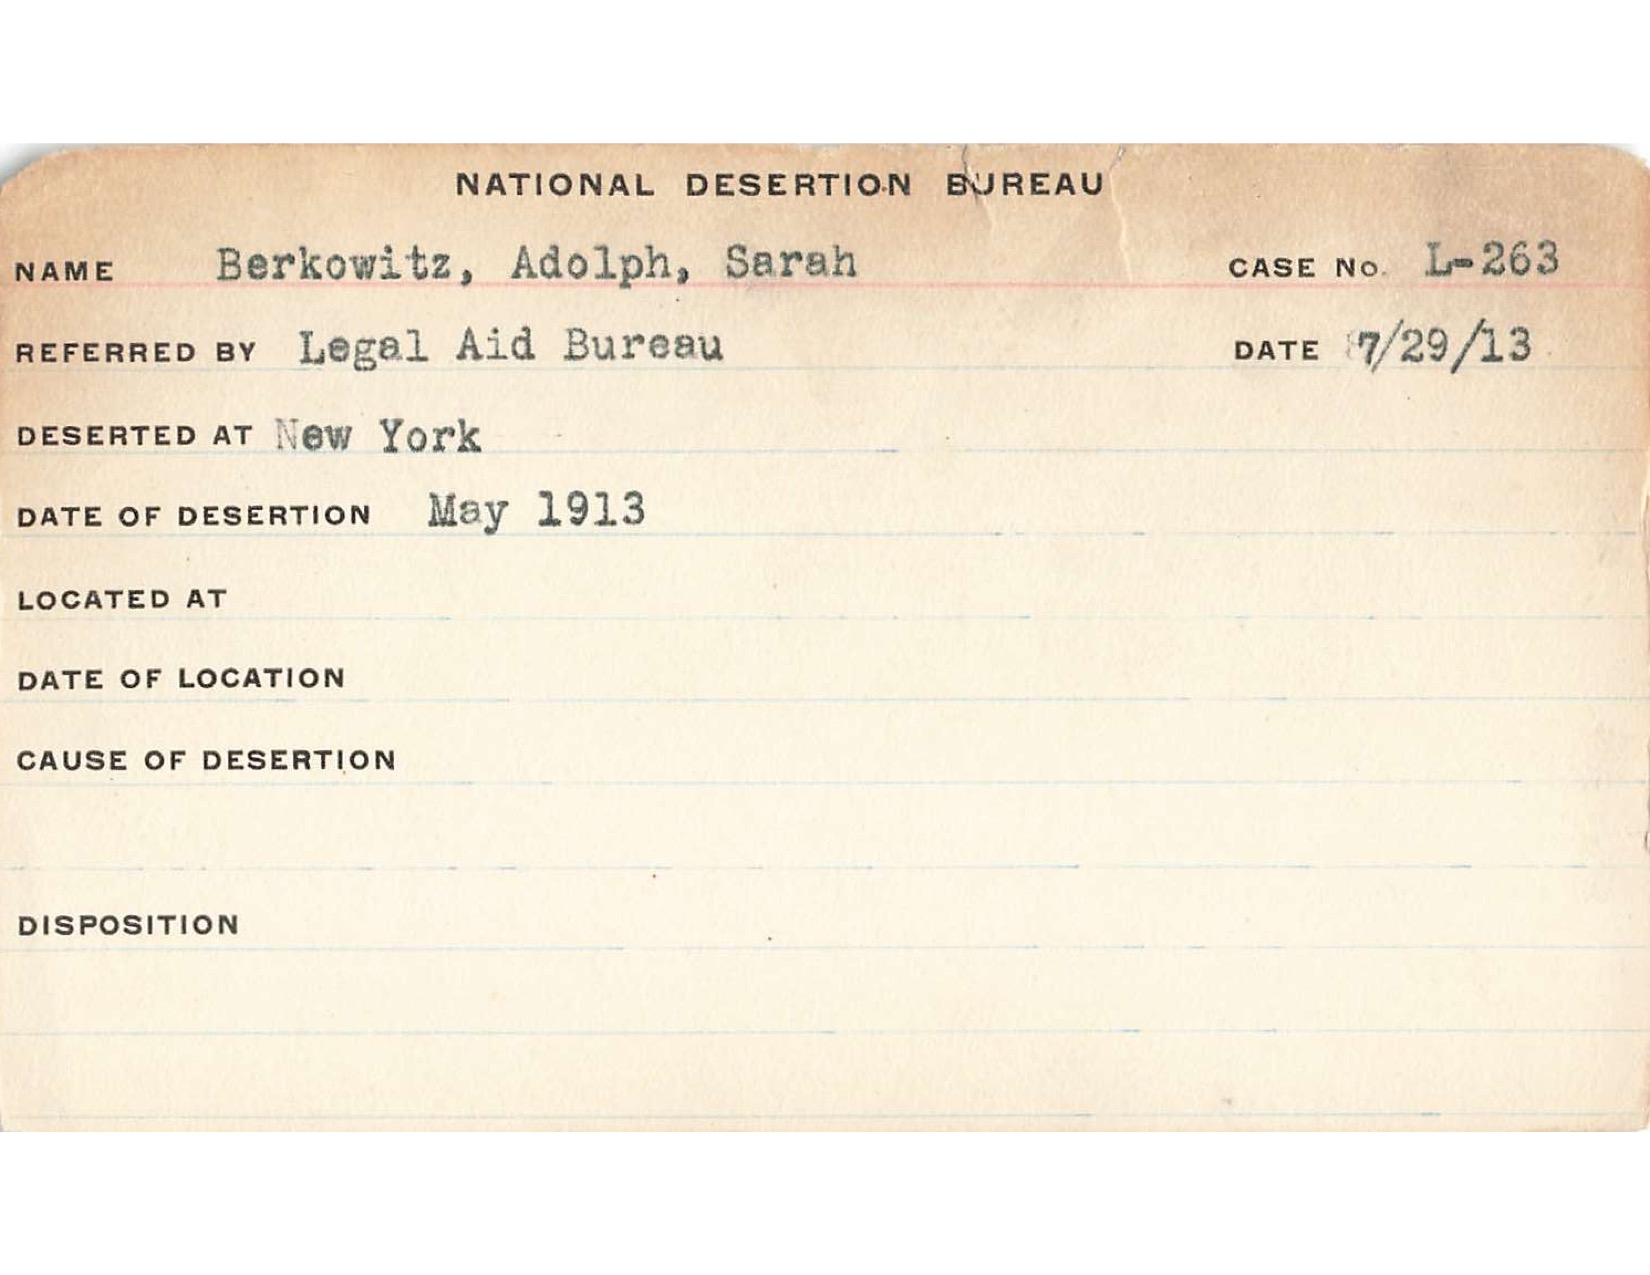 NATIONAL DESERTION BUREAU
NAME Berkowitz, Adolph, Sarah CASE No. L-263
REFERRED BY Legal Aid Bureau DATE 7/29/13
DESERTED AT New York
DATE OF DESERTION May 1913
LOCATED AT
DATE OF LOCATION
CAUSE OF DESERTION
DISPOSITION